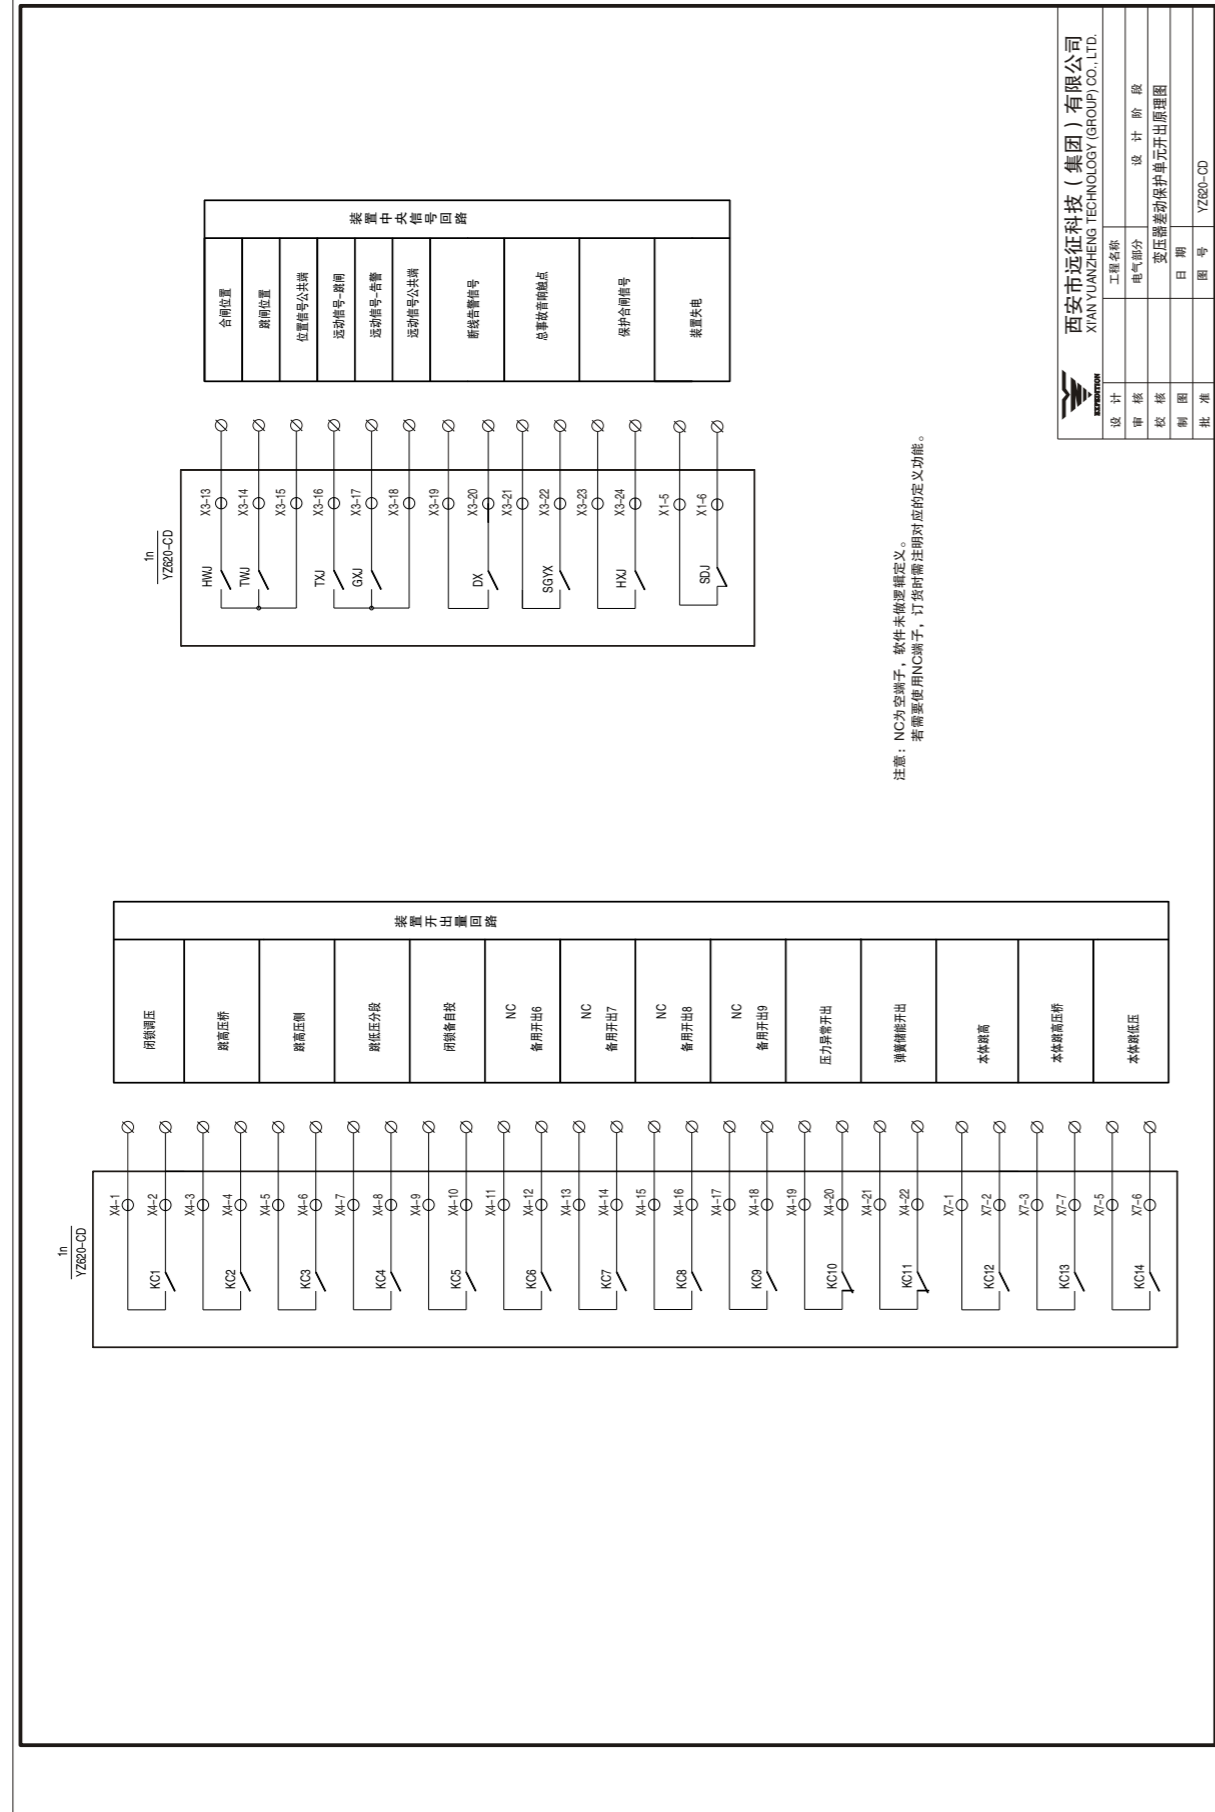 1n
YZ620-CD
X4-1
X4-2
KC1
X4-3
X4-4
KC2
X4-5
X4-6
KC3
X4-7
X4-8
KC4
X4-9
X4-10
KC5
X4-11
X4-12
KC6
X4-13
X4-14
KC7
X4-15
X4-16
KC8
X4-17
X4-18
KC9
X4-19
X4-20
KC10
X4-21
X4-22
KC11
X7-1
X7-2
KC12
X7-3
X7-7
KC13
X7-5
X7-6
KC14
装置开出量回路
闭锁调压
跳高压桥
跳高压侧
跳低压分段
闭锁备自投
NC
备用开出6
NC
备用开出7
NC
备用开出8
NC
备用开出9
压力异常开出
弹簧储能开出
本体跳高
本体跳高压桥
本体跳低压
1n
YZ620-CD
HWJ
X3-13
TWJ
X3-14
X3-15
TXJ
X3-16
GXJ
X3-17
X3-18
X3-19
DX
X3-20
X3-21
SGYX
X3-22
X3-23
HXJ
X3-24
X1-5
SDJ
X1-6
装置中央信号回路
合闸位置
跳闸位置
位置信号公共端
远动信号-跳闸
远动信号-告警
远动信号公共端
断线告警信号
总事故音响触点
保护合闸信号
装置失电
注意：NC为空端子，软件未做逻辑定义。
若需要使用NC端子，订货时需注明对应的定义功能。
EXPEDITION
西安市远征科技（集团）有限公司
XI'AN YUANZHENG TECHNOLOGY (GROUP) CO., LTD.
设 计
工程名称
审 核
电气部分
设 计 阶 段
校 核
变压器差动保护单元开出原理图
制 图
日 期
批 准
图 号
YZ620-CD